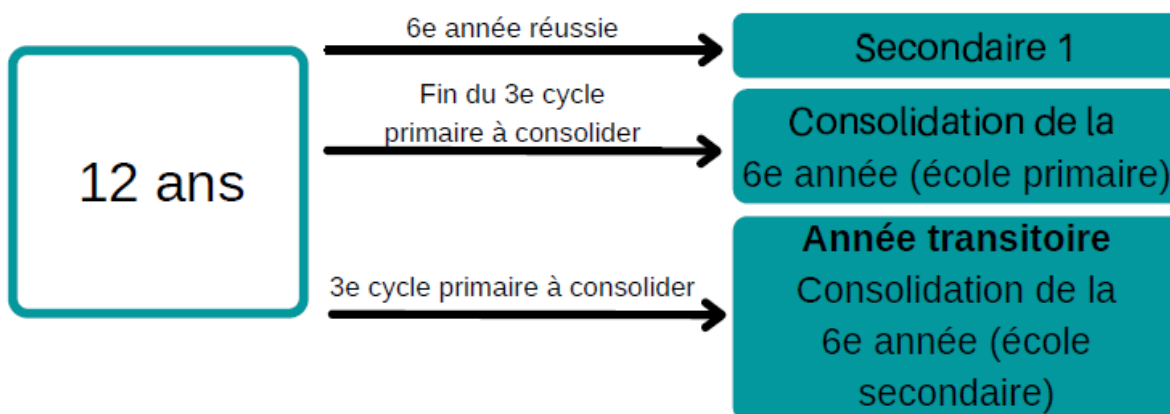 12 ans
6e année réussie
Secondaire 1
Fin du 3e cycle
primaire à consolider
Consolidation de la
6e année (école primaire)
3e cycle primaire à consolider
Année transitoire
Consolidation de la
6e année (école
secondaire)